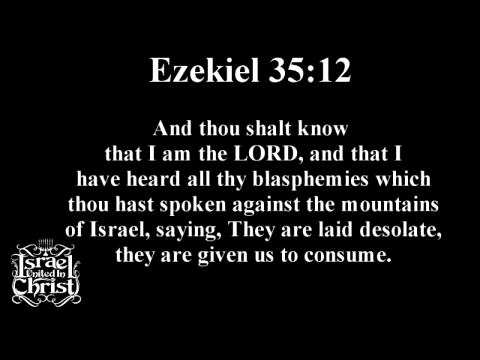 Ezekiel 35:12
And thou shalt know
that I am the LORD, and that I
have heard all thy blasphemies which
thou hast spoken against the mountains
of Israel, saying, They are laid desolate,
they are given us to consume.
Israel
United In
Christ